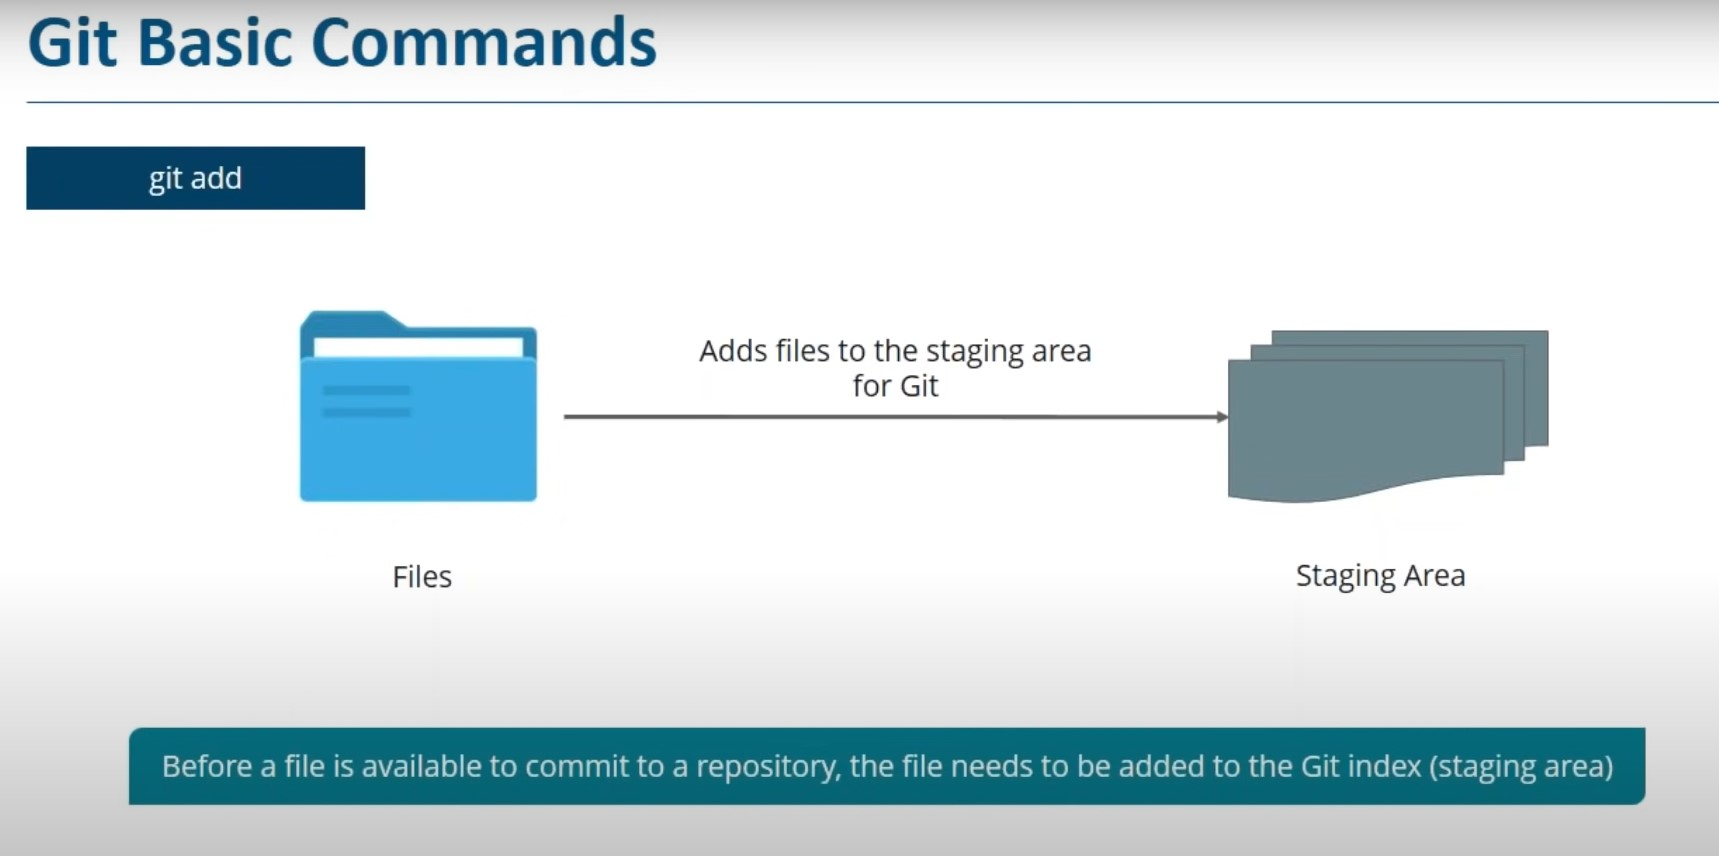 Git Basic Commands
git add
Adds files to the staging area
for Git
Files
Staging Area
Before a file is available to commit to a repository, the file needs to be added to the Git index (staging area)